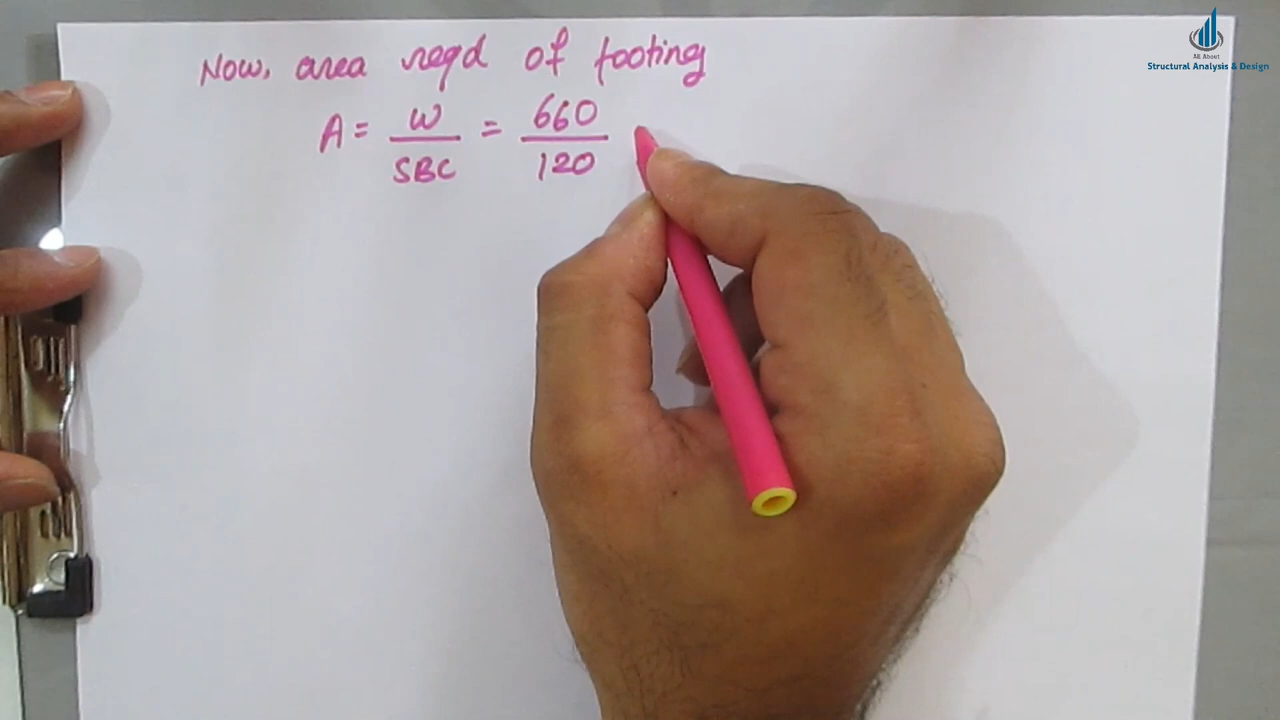 All About
Structural Analysis & Design
Now, area reqd of footing
A = W/SBC = 660/120